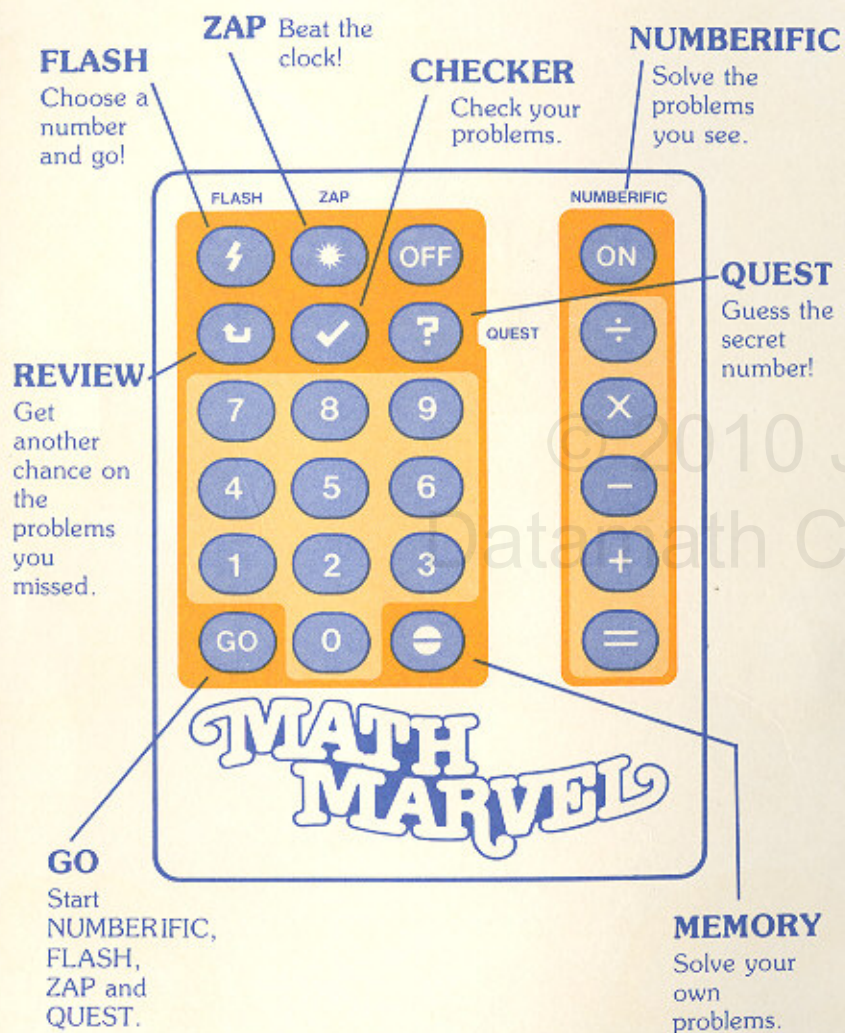 ZAP Beat the
clock!
FLASH
Choose a
number
and go!
CHECKER
Check your
problems.
NUMBERIFIC
Solve the
problems
you see.
FLASH ZAP NUMBERIFIC
OFF ON
QUEST
Guess the
secret
number!
? QUEST ÷
REVIEW
Get
another
chance on
the
problems
you
missed.
7 8 9 X
4 5 6 −
1 2 3 +
GO 0 =
© 2010 J
Datamath C
MATH
MARVEL
GO
Start
NUMBERIFIC,
FLASH,
ZAP and
QUEST.
MEMORY
Solve your
own
problems.